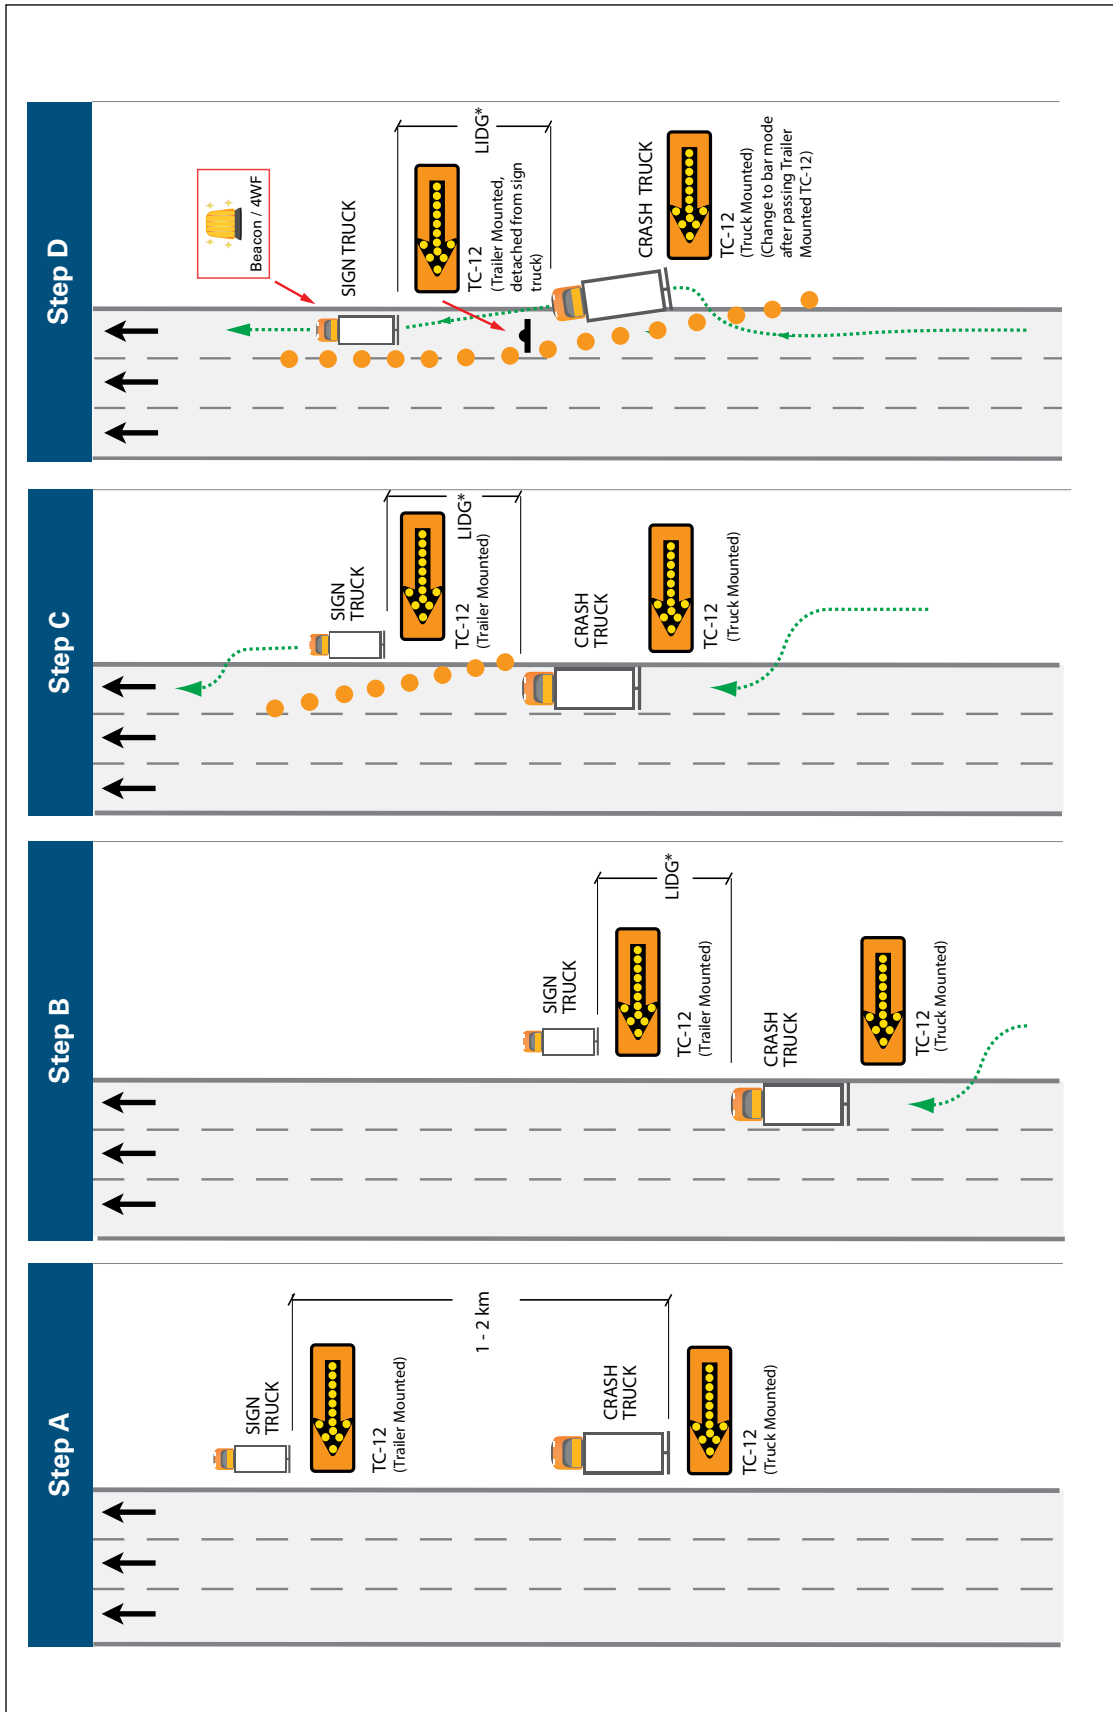 Step A
SIGN
TRUCK
TC-12
(Trailer Mounted)
1 - 2 km
CRASH
TRUCK
TC-12
(Truck Mounted)
Step B
SIGN
TRUCK
TC-12
(Trailer Mounted)
LIDG*
CRASH
TRUCK
TC-12
(Truck Mounted)
Step C
SIGN
TRUCK
TC-12
(Trailer Mounted)
LIDG*
CRASH
TRUCK
TC-12
(Truck Mounted)
Step D
Beacon / 4WF
SIGN TRUCK
TC-12
(Trailer Mounted,
detached from sign
truck)
LIDG*
CRASH TRUCK
TC-12
(Truck Mounted)
(Change to bar mode
after passing Trailer
Mounted TC-12)